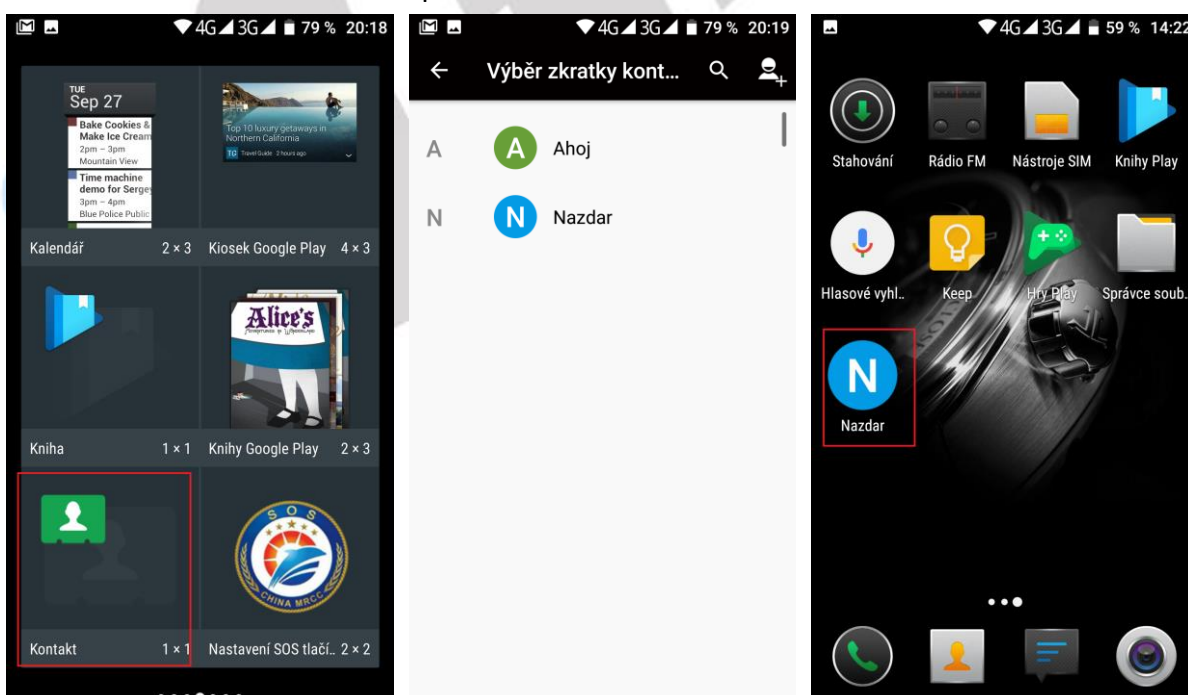 4G 3G 79 % 20:18
TUE
Sep 27
Bake Cookies &
Make Ice Cream
2pm – 3pm
Mountain View
Time machine
demo for Sergey
3pm – 4pm
Blue Police Public
Top 10 luxury getaways in
Northern California
TG Travel Guide 2 hours ago
Kalendář 2 × 3 Kiosek Google Play 4 × 3
Alice's
Kniha 1 × 1 Knihy Google Play 2 × 3
SOS
CHINA MRCC
Kontakt 1 × 1 Nastavení SOS tlačí.. 2 × 2
4G 3G 79 % 20:19
Výběr zkratky kont...
A A Ahoj
N N Nazdar
4G 3G 59 % 14:22
Stahování Rádio FM Nástroje SIM Knihy Play
Hlasové vyhl.. Keep Hry Play Správce soub..
N
Nazdar